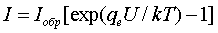 I = I_обр [exp(q_e U / kT) − 1]